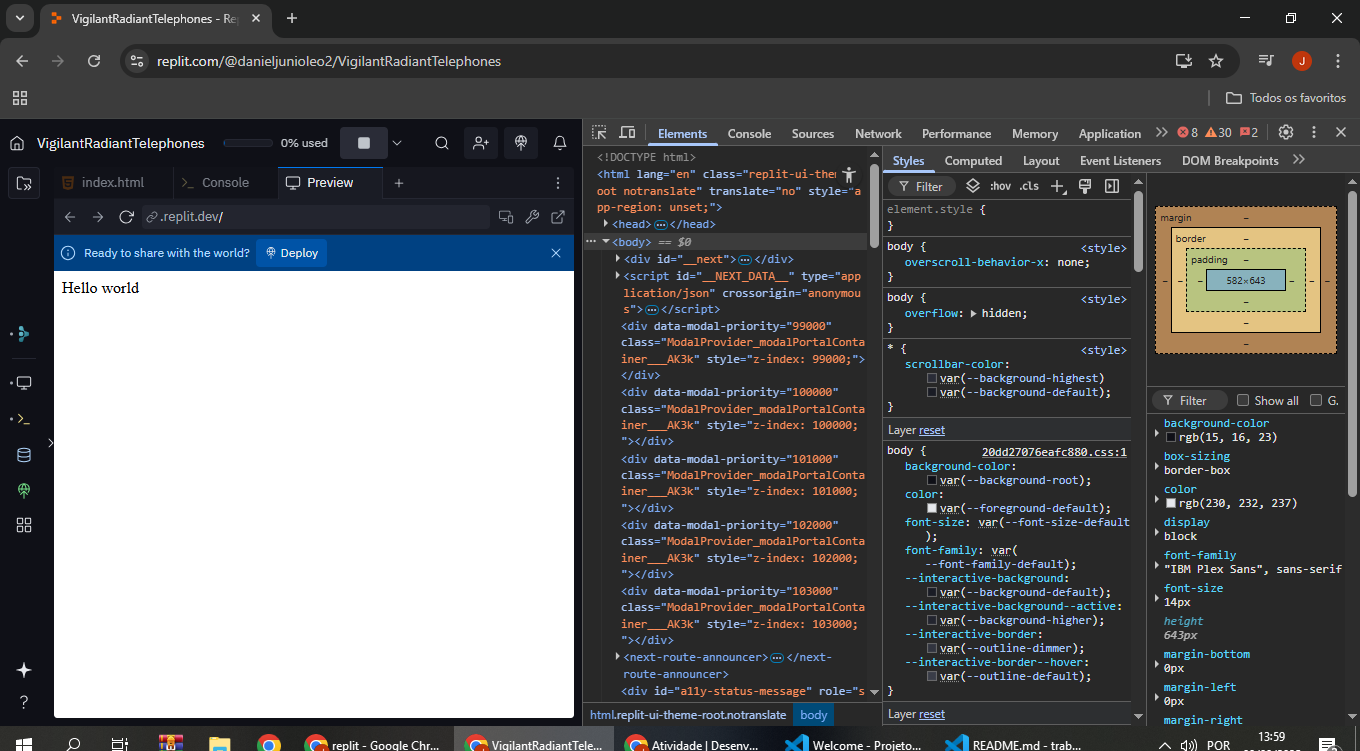 VigilantRadiantTelephones - Rep
replit.com/@danieljunioleo2/VigilantRadiantTelephones
J
Todos os favoritos
VigilantRadiantTelephones
0% used
index.html
Console
Preview
.replit.dev/
Ready to share with the world?
Deploy
Hello world
Elements
Console
Sources
Network
Performance
Memory
Application
8
30
2
<!DOCTYPE html>
<html lang="en" class="replit-ui-theme-r
oot notranslate" translate="no" style="a
pp-region: unset;">
<head> </head>
<body> == $0
<div id="__next"> </div>
<script id="__NEXT_DATA__" type="app
lication/json" crossorigin="anonymou
s"> </script>
<div data-modal-priority="99000"
class="ModalProvider_modalPortalConta
iner___AK3k" style="z-index: 99000;">
</div>
<div data-modal-priority="100000"
class="ModalProvider_modalPortalConta
iner___AK3k" style="z-index: 100000;
"></div>
<div data-modal-priority="101000"
class="ModalProvider_modalPortalConta
iner___AK3k" style="z-index: 101000;
"></div>
<div data-modal-priority="102000"
class="ModalProvider_modalPortalConta
iner___AK3k" style="z-index: 102000;
"></div>
<div data-modal-priority="103000"
class="ModalProvider_modalPortalConta
iner___AK3k" style="z-index: 103000;
"></div>
<next-route-announcer> </next-
route-announcer>
<div id="a11y-status-message" role="s
html.replit-ui-theme-root.notranslate
body
Styles
Computed
Layout
Event Listeners
DOM Breakpoints
Filter
:hov
.cls
element.style {
}
body { <style>
overscroll-behavior-x: none;
}
body { <style>
overflow: hidden;
}
* { <style>
scrollbar-color:
var(--background-highest)
var(--background-default);
}
Layer reset
body { 20dd27076eafc880.css:1
background-color:
var(--background-root);
color:
var(--foreground-default);
font-size: var(--font-size-default
);
font-family: var(
--font-family-default);
--interactive-background:
var(--background-default);
--interactive-background--active:
var(--background-higher);
--interactive-border:
var(--outline-dimmer);
--interactive-border--hover:
var(--outline-default);
}
Layer reset
margin
border
padding
582×643
Filter
Show all
G.
background-color
rgb(15, 16, 23)
box-sizing
border-box
color
rgb(230, 232, 237)
display
block
font-family
"IBM Plex Sans", sans-serif
font-size
14px
height
643px
margin-bottom
0px
margin-left
0px
margin-right
replit - Google Chr...
VigilantRadiantTele...
Atividade | Desenv...
Welcome - Projeto...
README.md - trab...
POR
13:59